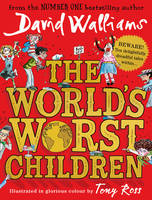 from the NUMBER ONE bestselling author
David Walliams
BEWARE!
Ten delightfully
dreadful tales
within...
THE
WORLD'S
WORST
CHILDREN
Illustrated in glorious colour by Tony Ross